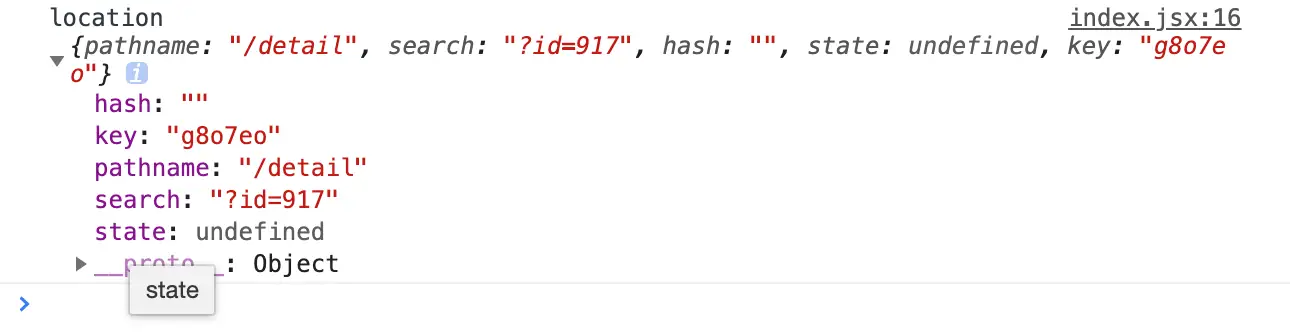 location index.jsx:16
▼ {pathname: "/detail", search: "?id=917", hash: "", state: undefined, key: "g8o7e
o"} i
hash: ""
key: "g8o7eo"
pathname: "/detail"
search: "?id=917"
state: undefined
▶ __proto__: Object
state
>